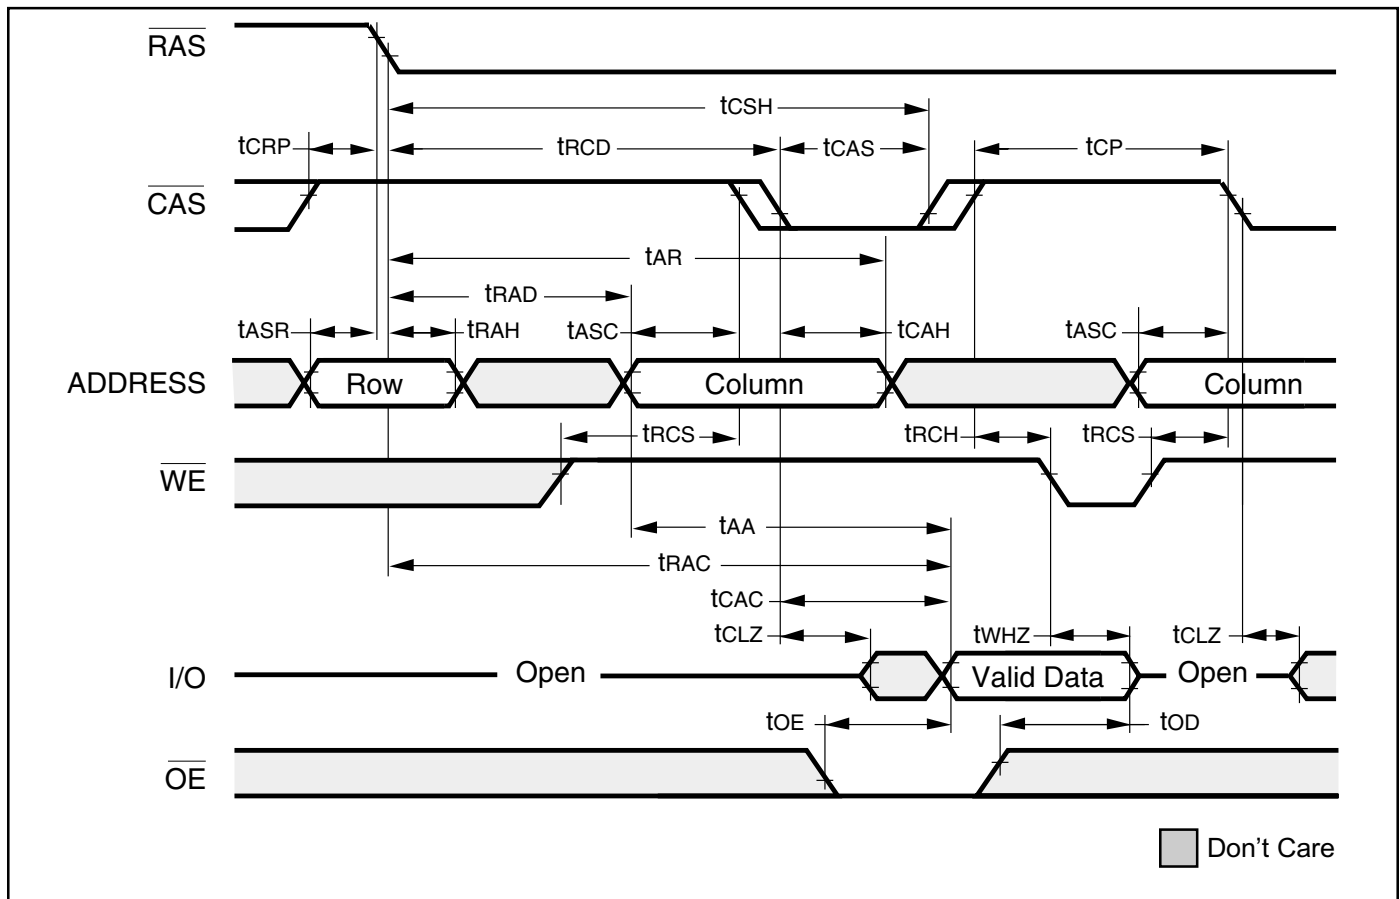 RAS
tCSH
tCRP
tRCD
tCAS
tCP
CAS
tAR
tRAD
tASR
tRAH
tASC
tCAH
tASC
ADDRESS
Row
Column
Column
tRCS
tRCH
tRCS
WE
tAA
tRAC
tCAC
tCLZ
tWHZ
tCLZ
I/O
Open
Valid Data
Open
tOE
tOD
OE
Don't Care